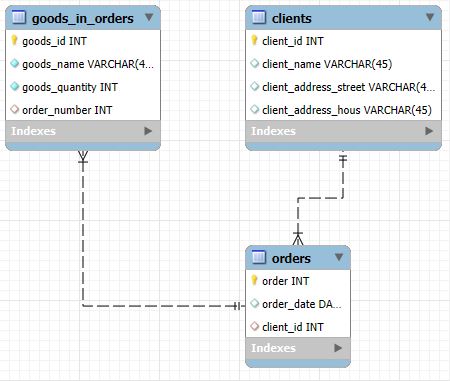 goods_in_orders
goods_id INT
goods_name VARCHAR(4...
goods_quantity INT
order_number INT
Indexes
clients
client_id INT
client_name VARCHAR(45)
client_address_street VARCHAR(4...
client_address_hous VARCHAR(45)
Indexes
orders
order INT
order_date DA...
client_id INT
Indexes